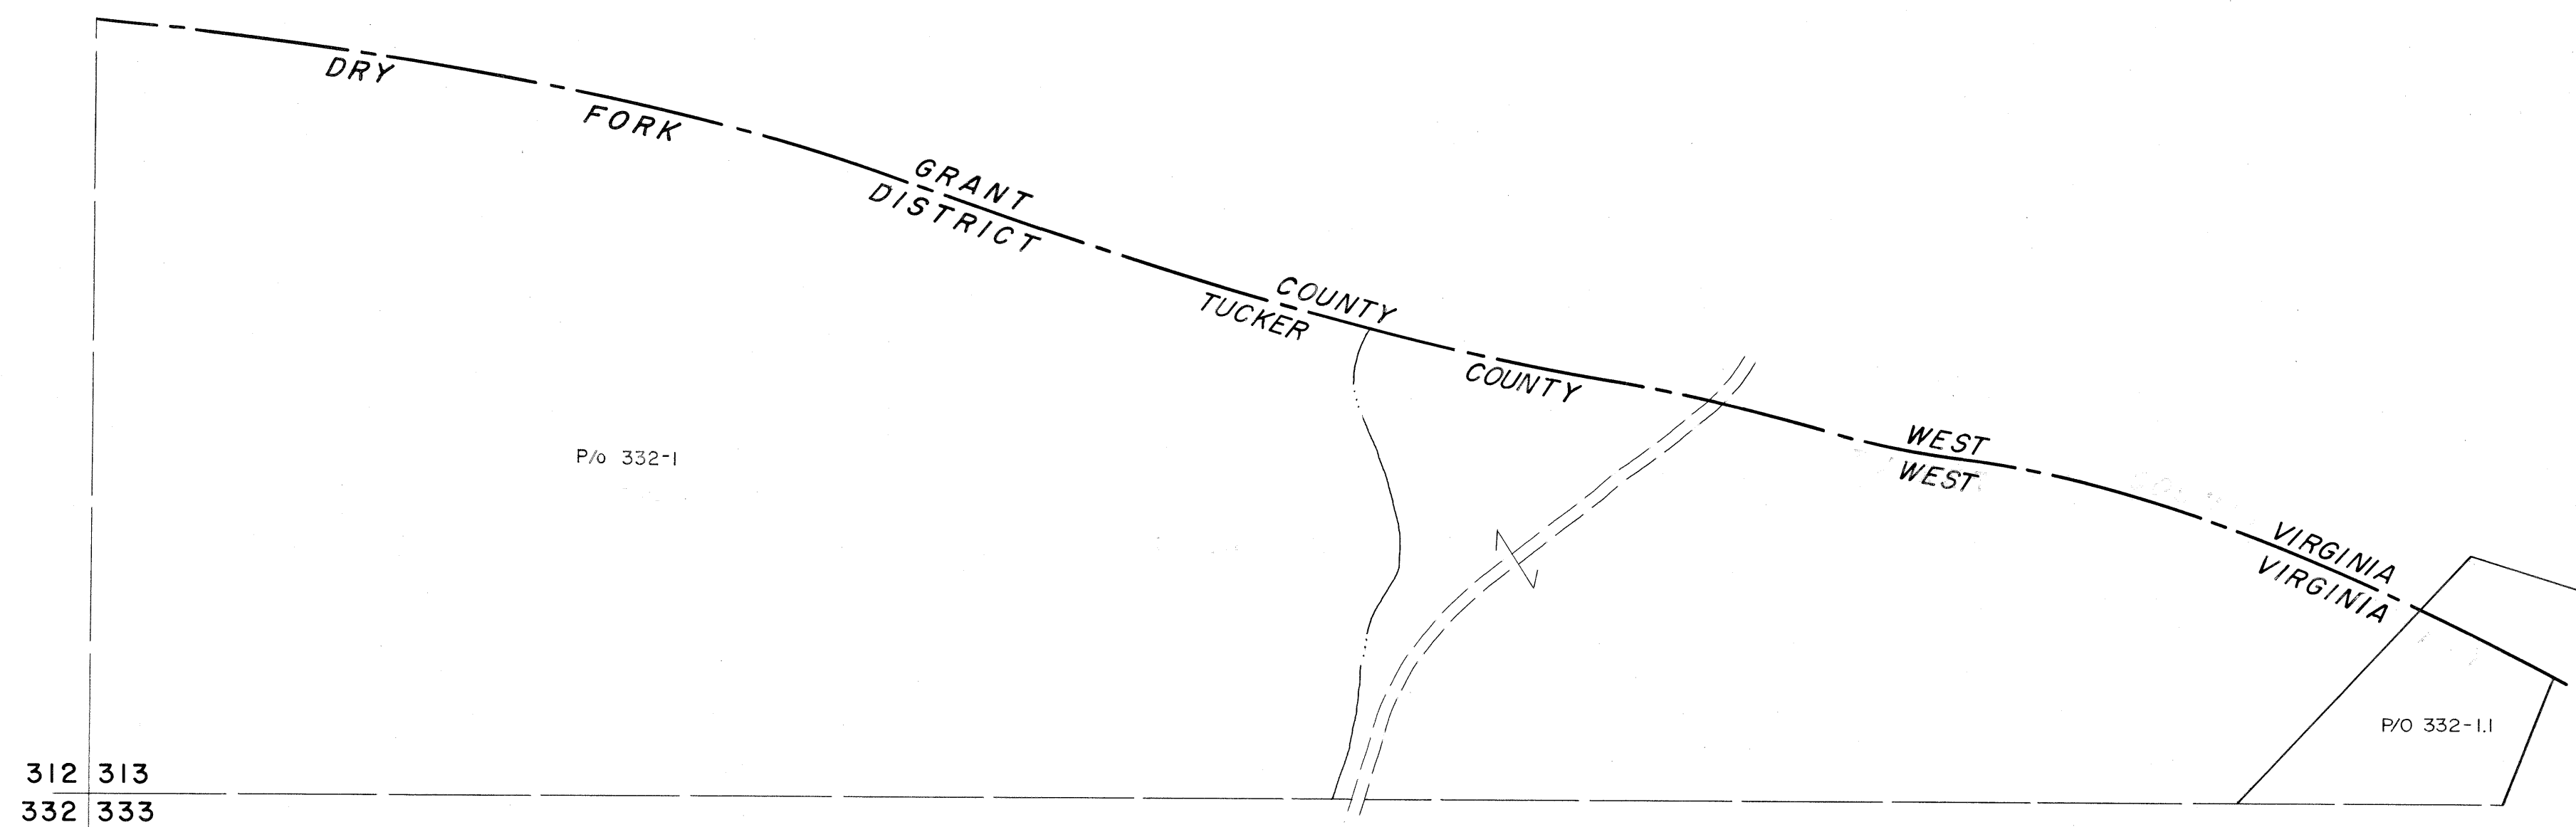 GRANT COUNTY WEST VIRGINIA
DRY FORK DISTRICT TUCKER COUNTY WEST VIRGINIA
P/o 332-1
P/O 332-1.1
312 313
332 333